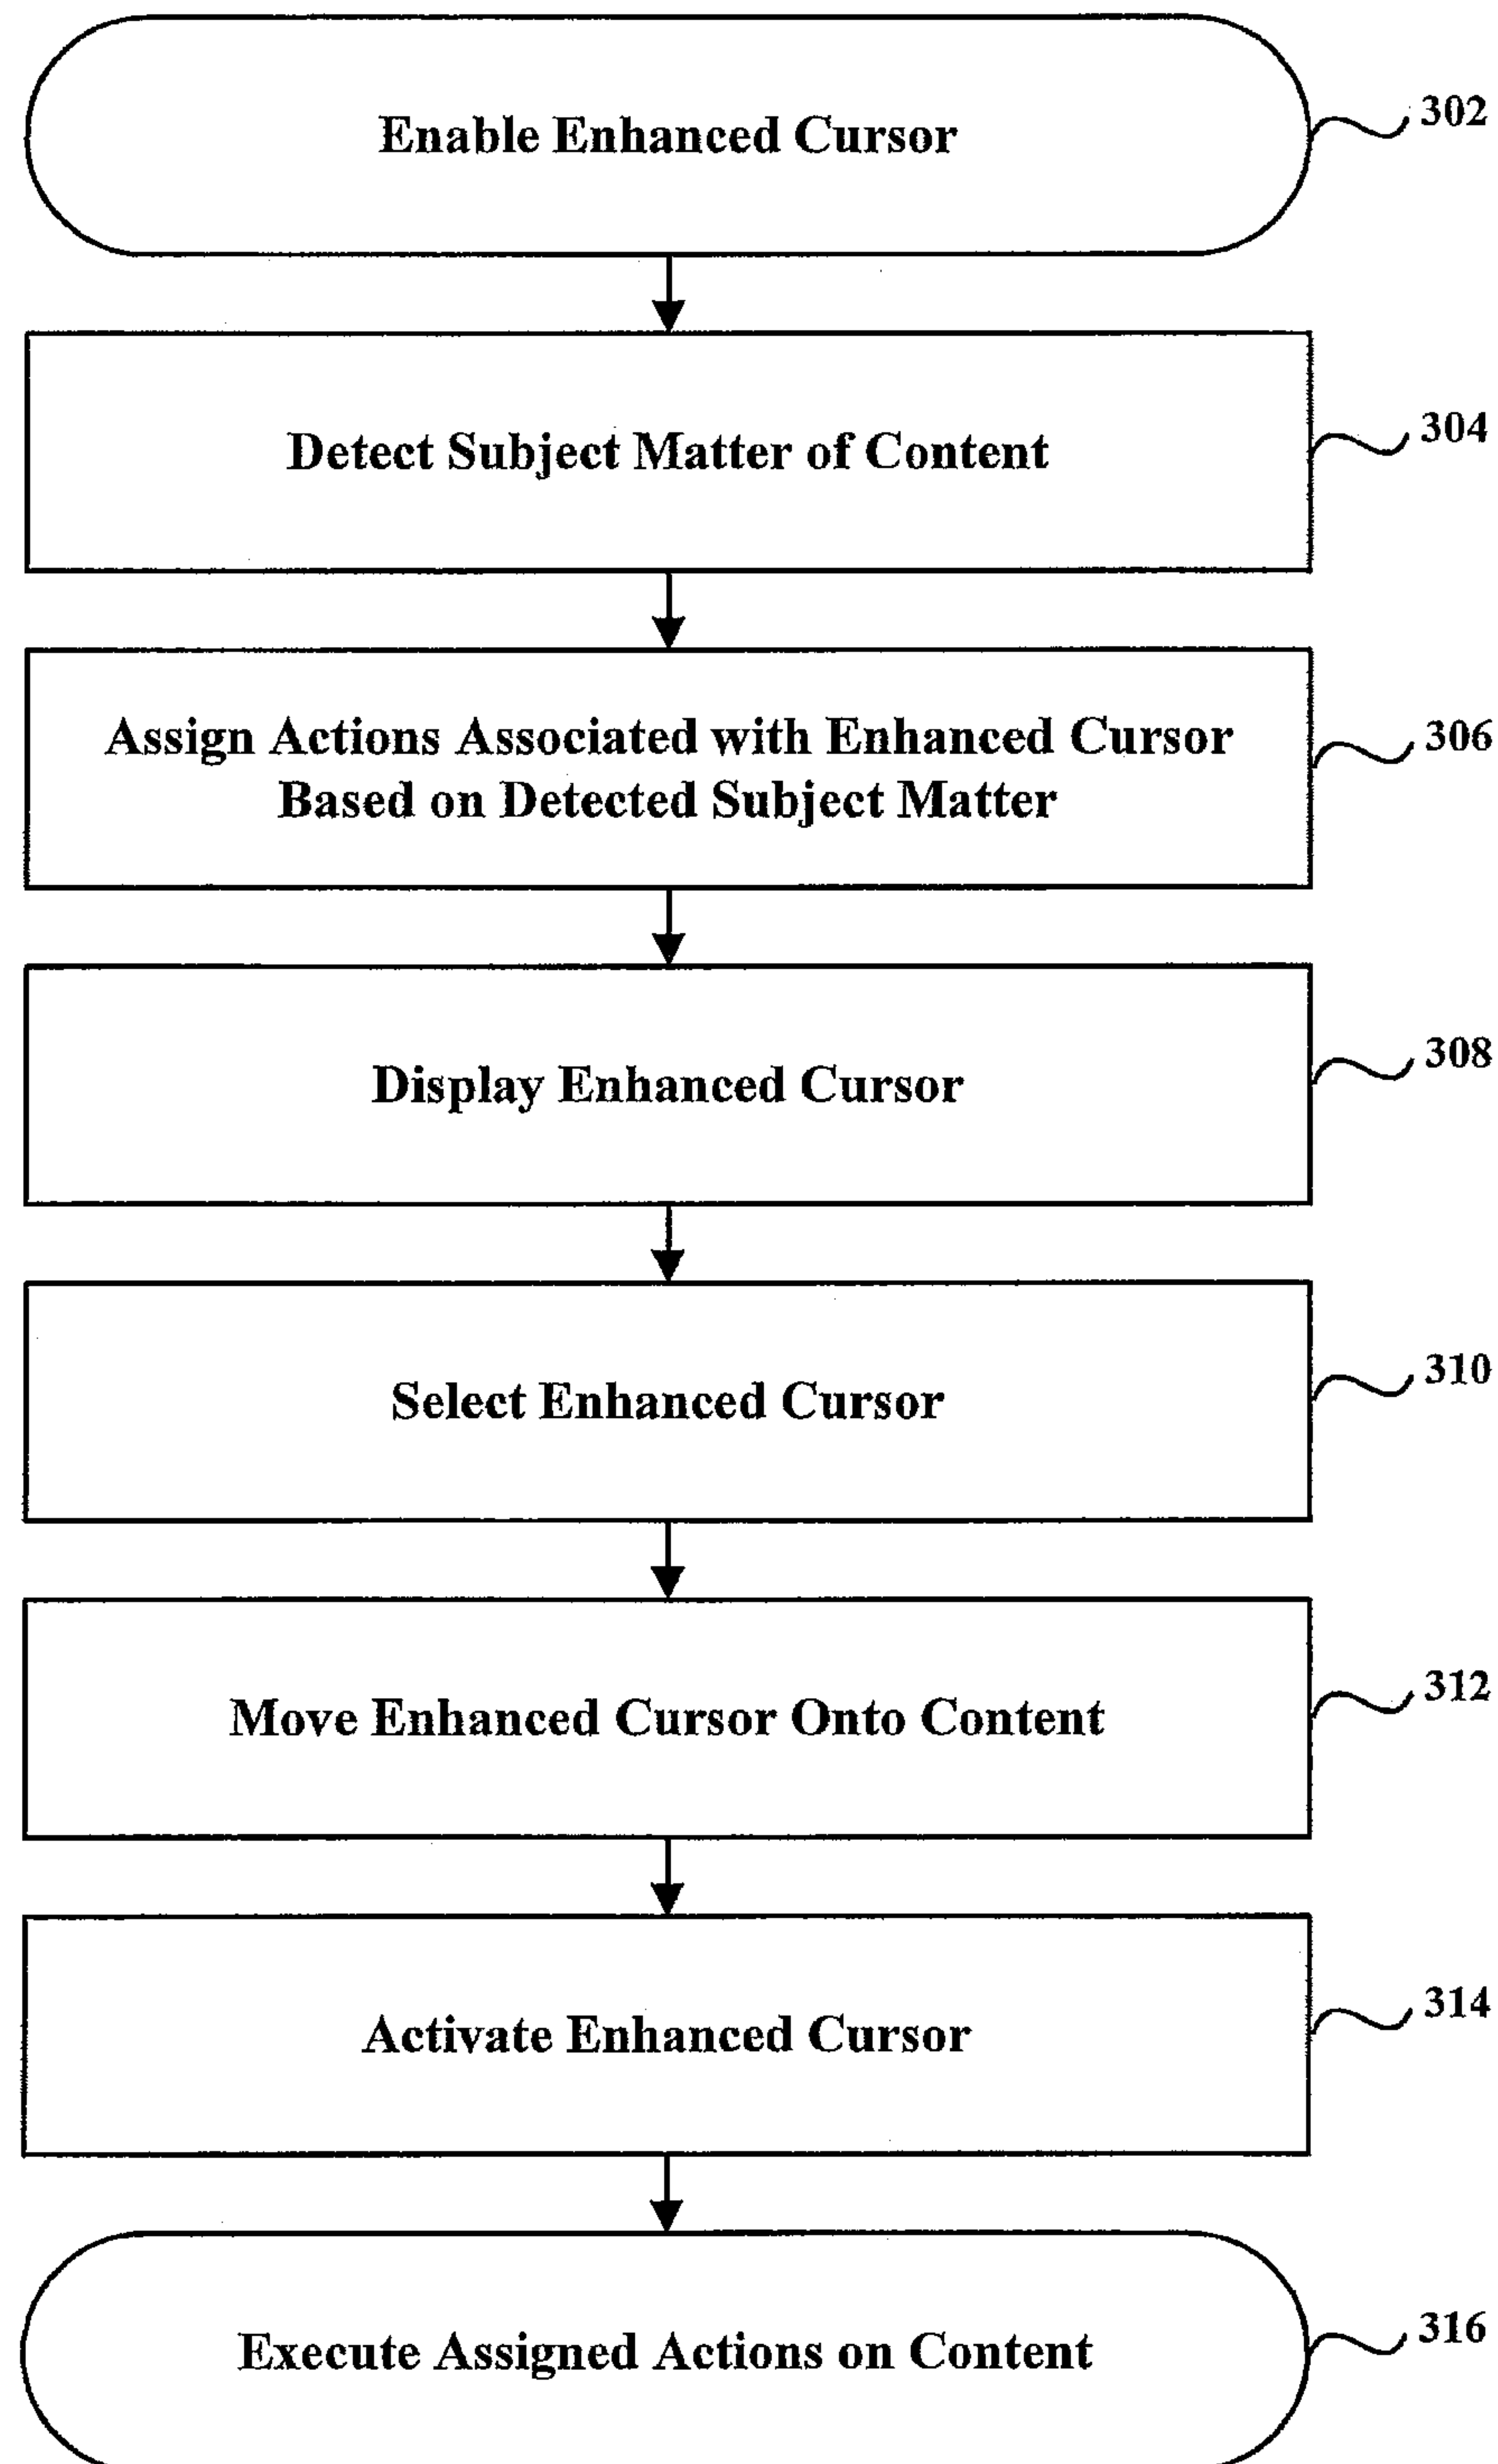 Enable Enhanced Cursor
302
Detect Subject Matter of Content
304
Assign Actions Associated with Enhanced Cursor
Based on Detected Subject Matter
306
Display Enhanced Cursor
308
Select Enhanced Cursor
310
Move Enhanced Cursor Onto Content
312
Activate Enhanced Cursor
314
Execute Assigned Actions on Content
316